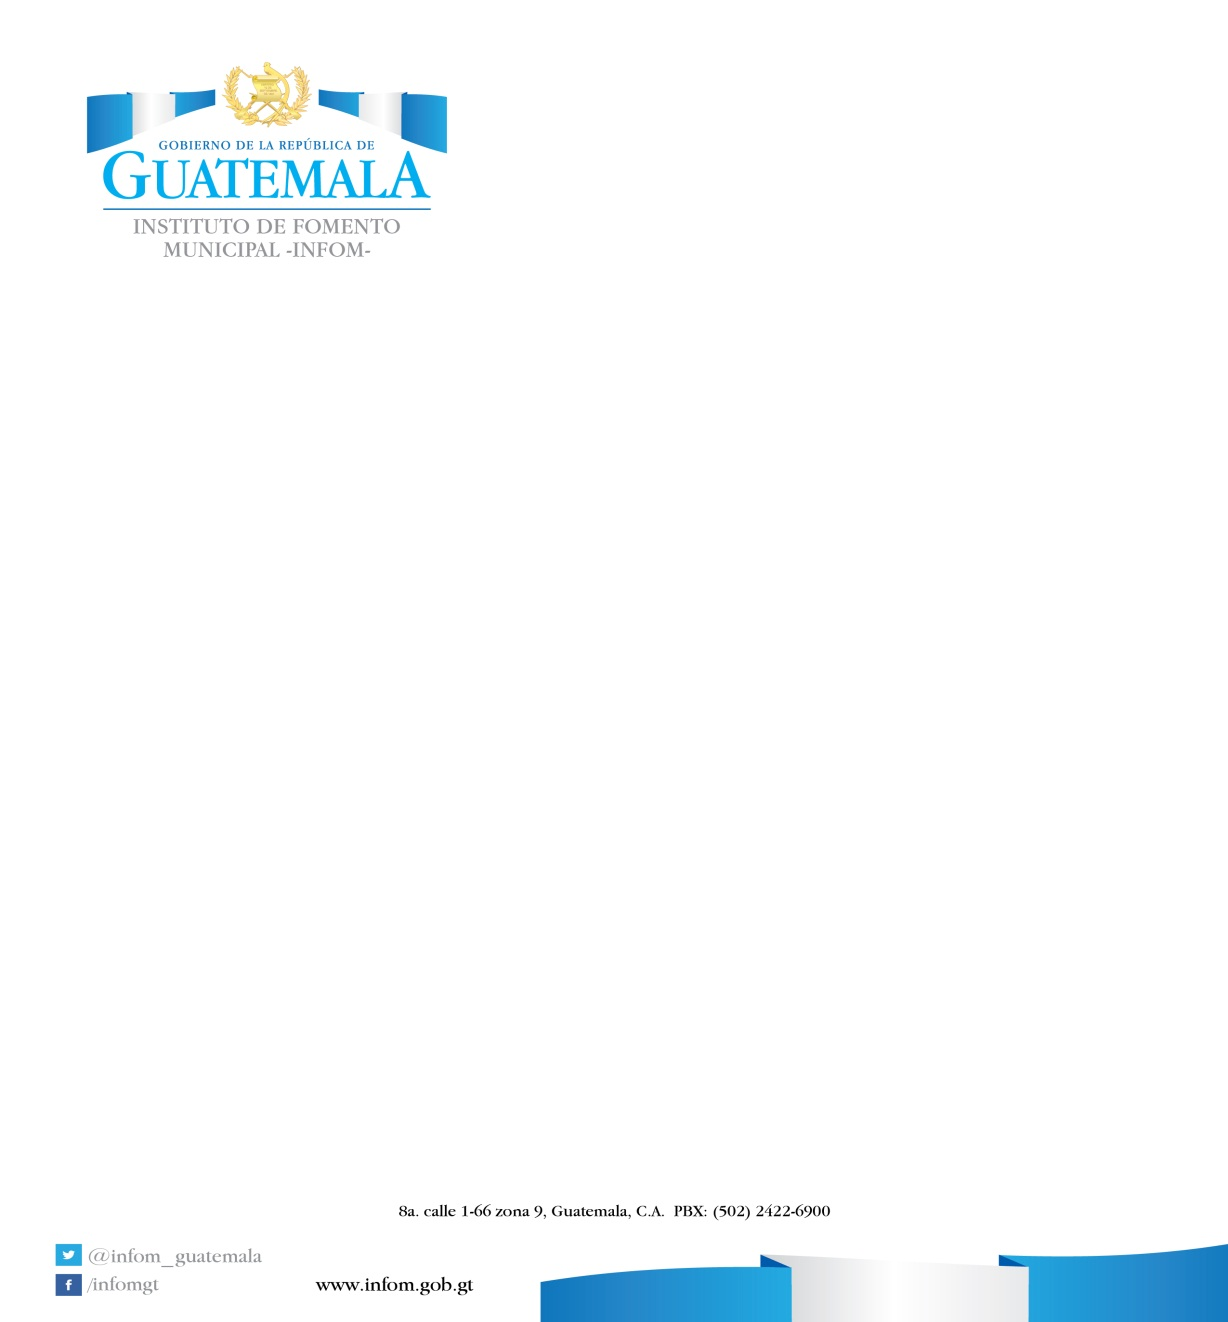 GOBIERNO DE LA REPÚBLICA DE
GUATEMALA
INSTITUTO DE FOMENTO
MUNICIPAL -INFOM-
8a. calle 1-66 zona 9, Guatemala, C.A.  PBX: (502) 2422-6900
@infom_guatemala
/infomgt
www.infom.gob.gt